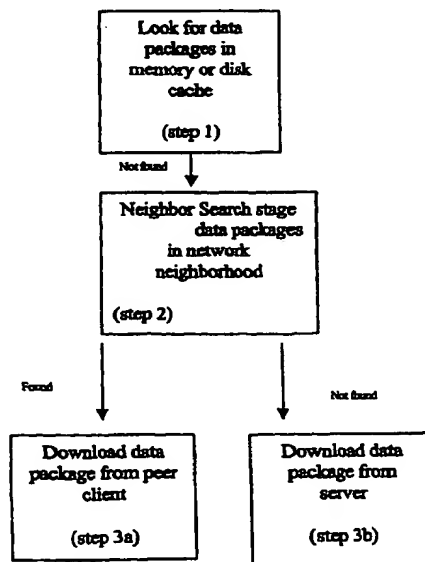 Look for data
packages in
memory or disk
cache
(step 1)
Not found
Neighbor Search stage
data packages
in network
neighborhood
(step 2)
Found
Not found
Download data
package from peer
client
(step 3a)
Download data
package from
server
(step 3b)